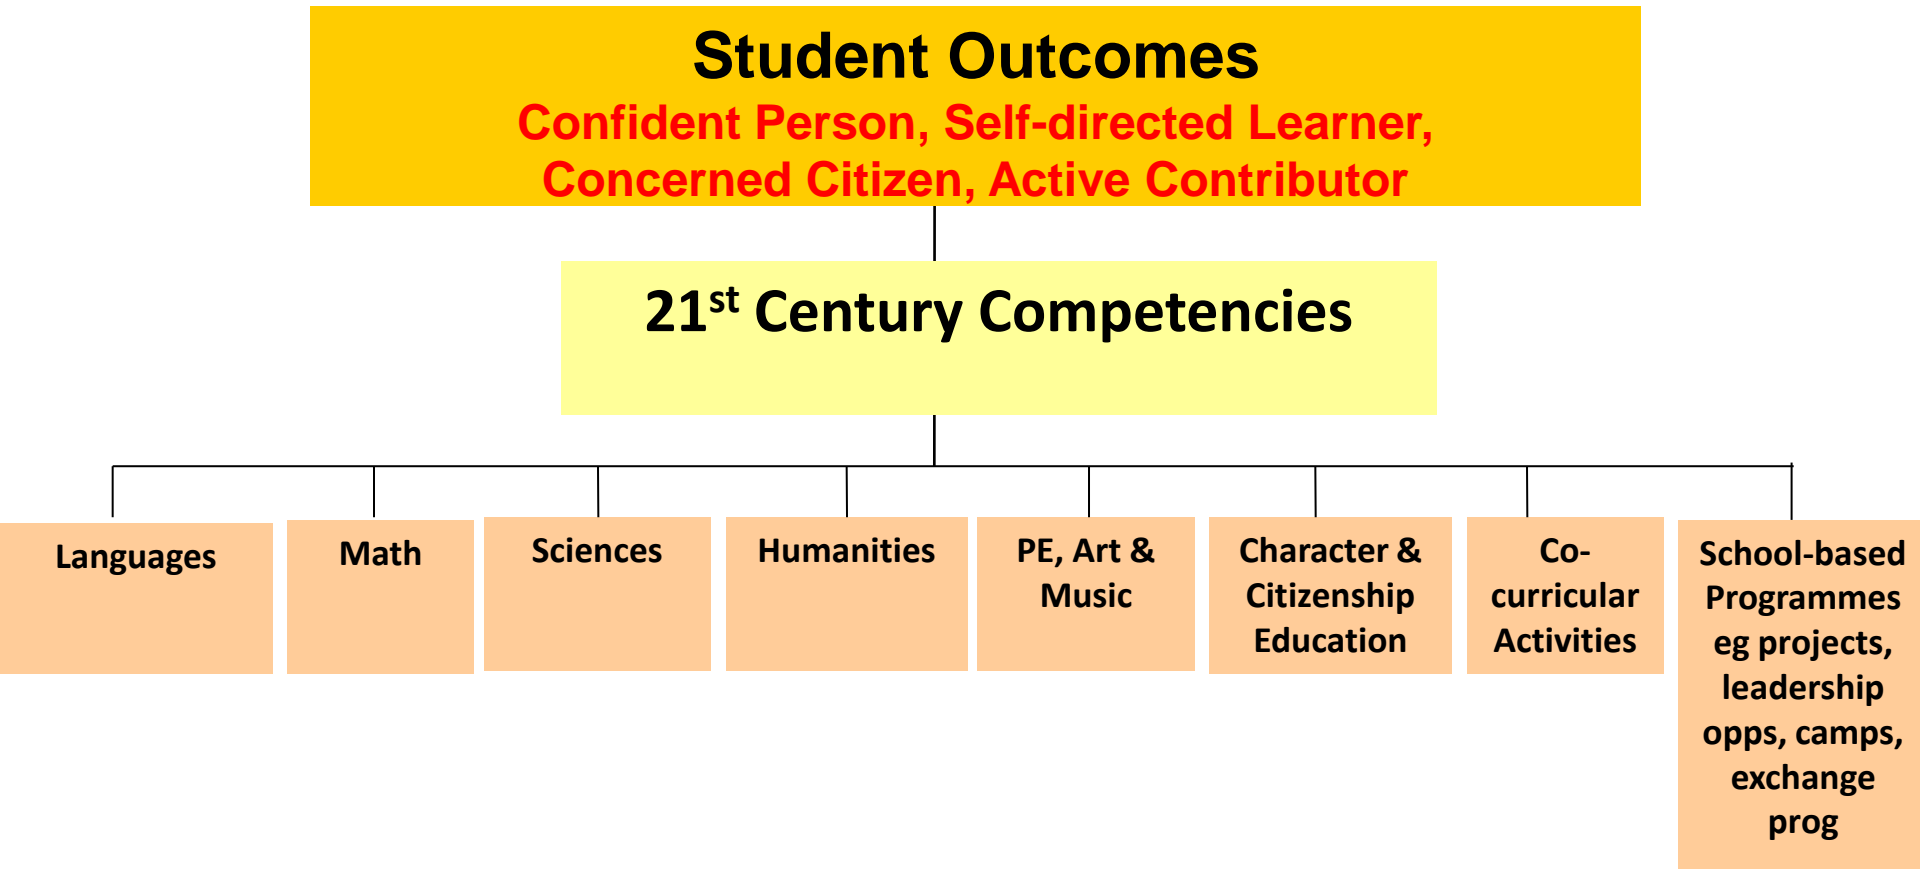 Student Outcomes
Confident Person, Self-directed Learner,
Concerned Citizen, Active Contributor
21st Century Competencies
Languages
Math
Sciences
Humanities
PE, Art &
Music
Character &
Citizenship
Education
Co-
curricular
Activities
School-based
Programmes
eg projects,
leadership
opps, camps,
exchange
prog